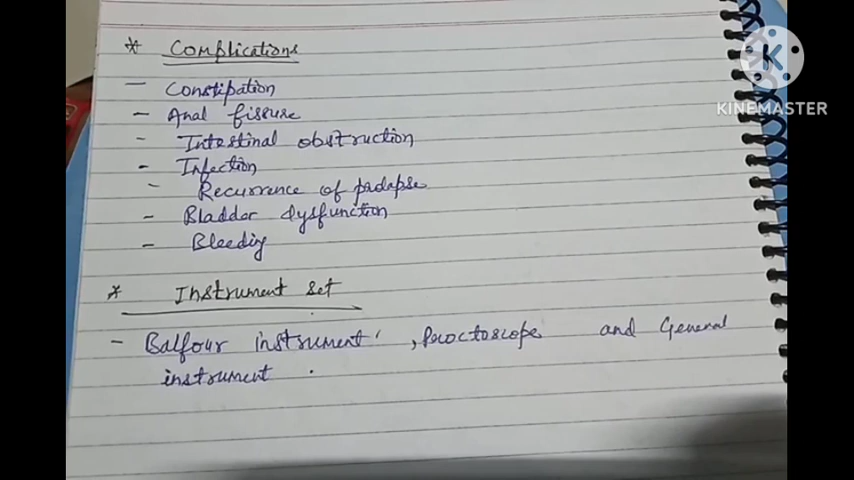 * Complications
- Constipation
- Anal fissure
- Intestinal obstruction
- Infection
- Recurrence of prolapse
- Bladder dysfunction
- Bleeding
* Instrument set
- Balfour instrument, Proctoscope and General
instrument.
KINEMASTER